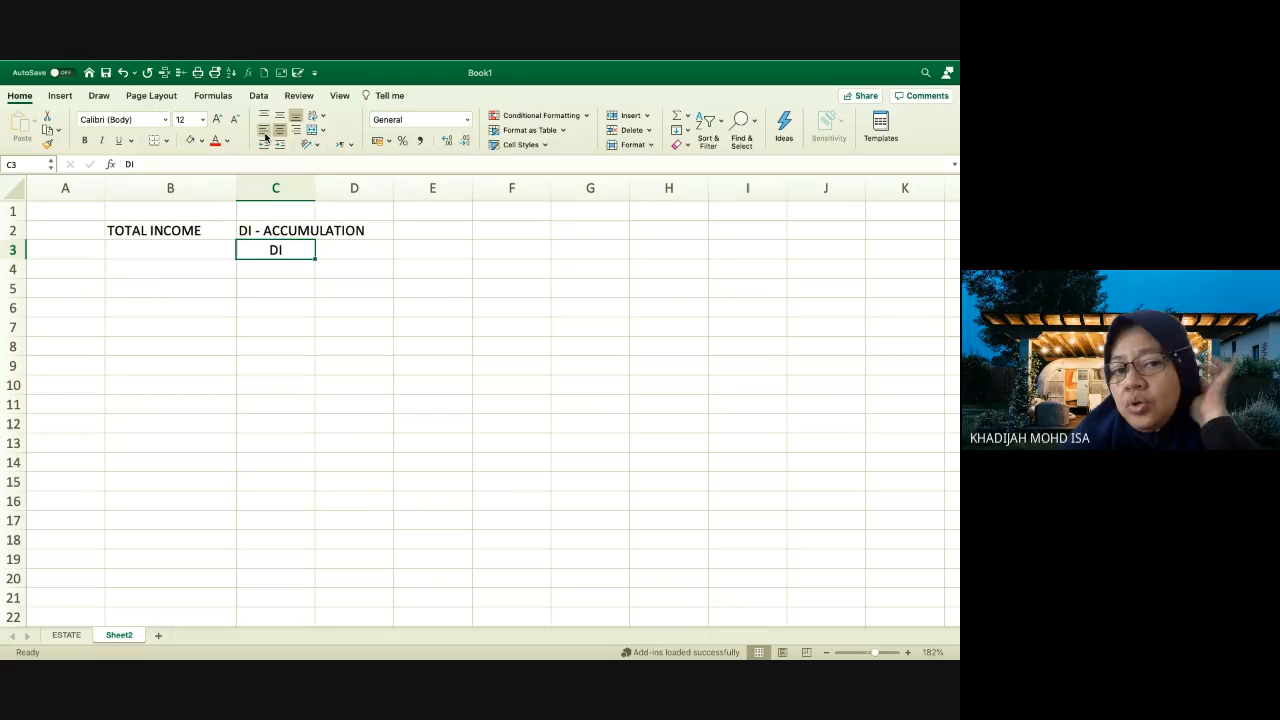 AutoSave OFF Book1
Home Insert Draw Page Layout Formulas Data Review View Tell me Share Comments
Paste Calibri (Body) 12 A A General Conditional Formatting Format as Table Cell Styles Insert Delete Format Sort & Filter Find & Select Ideas Sensitivity Templates
C3 fx DI
A B C D E F G H I J K
1
2 TOTAL INCOME DI - ACCUMULATION
3 DI
4
5
6
7
8
9
10
11
12
13
14
15
16
17
18
19
20
21
22
ESTATE Sheet2 +
Ready Add-ins loaded successfully 182%
KHADIJAH MOHD ISA